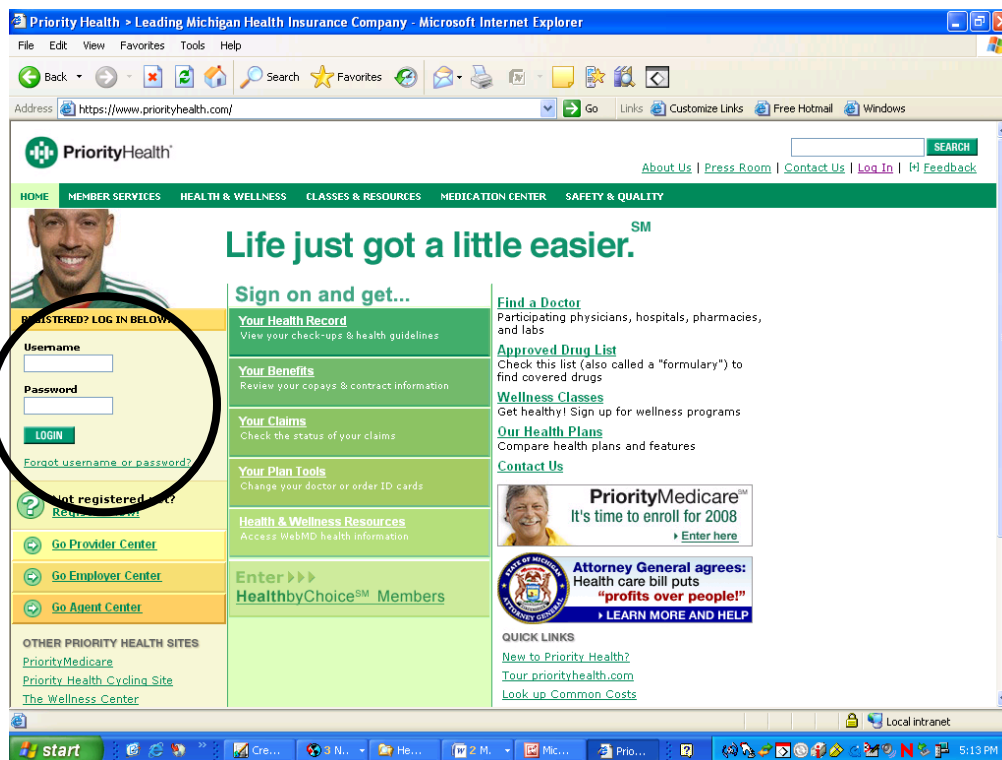 Priority Health > Leading Michigan Health Insurance Company - Microsoft Internet Explorer
File Edit View Favorites Tools Help
Back Search Favorites
Address https://www.priorityhealth.com/ Go Links Customize Links Free Hotmail Windows
PriorityHealth
SEARCH
About Us | Press Room | Contact Us | Log In | [+] Feedback
HOME MEMBER SERVICES HEALTH & WELLNESS CLASSES & RESOURCES MEDICATION CENTER SAFETY & QUALITY
Life just got a little easier.SM
REGISTERED? LOG IN BELOW.
Username
Password
LOGIN
Forgot username or password?
Not registered yet?
Register now!
Go Provider Center
Go Employer Center
Go Agent Center
OTHER PRIORITY HEALTH SITES
PriorityMedicare
Priority Health Cycling Site
The Wellness Center
Sign on and get...
Your Health Record
View your check-ups & health guidelines
Your Benefits
Review your copays & contract information
Your Claims
Check the status of your claims
Your Plan Tools
Change your doctor or order ID cards
Health & Wellness Resources
Access WebMD health information
Enter
HealthbyChoiceSM Members
Find a Doctor
Participating physicians, hospitals, pharmacies,
and labs
Approved Drug List
Check this list (also called a "formulary") to
find covered drugs
Wellness Classes
Get healthy! Sign up for wellness programs
Our Health Plans
Compare health plans and features
Contact Us
PriorityMedicareSM
It's time to enroll for 2008
Enter here
Attorney General agrees:
Health care bill puts
"profits over people!"
LEARN MORE AND HELP
QUICK LINKS
New to Priority Health?
Tour priorityhealth.com
Look up Common Costs
Local intranet
start Cre... 3 N.. He... 2 M. Mic... Prio... 5:13 PM